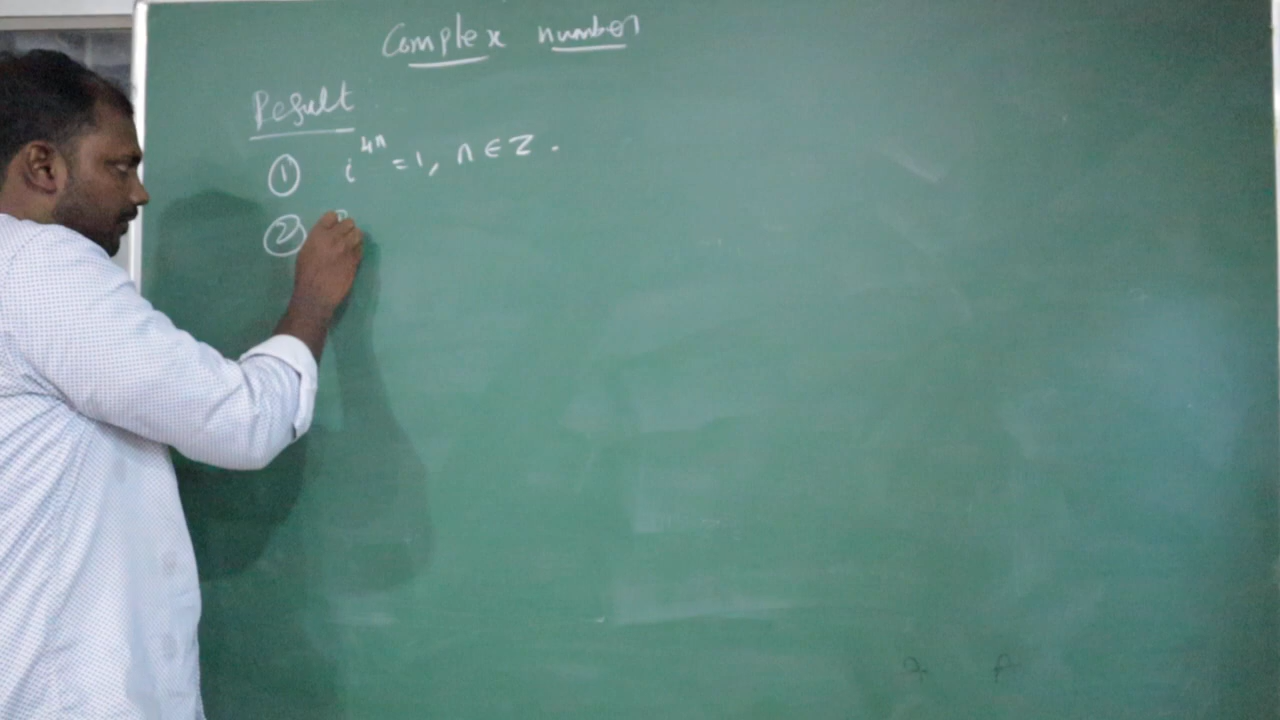 Complex number
Result
① i^4n = 1, n ∈ Z.
②